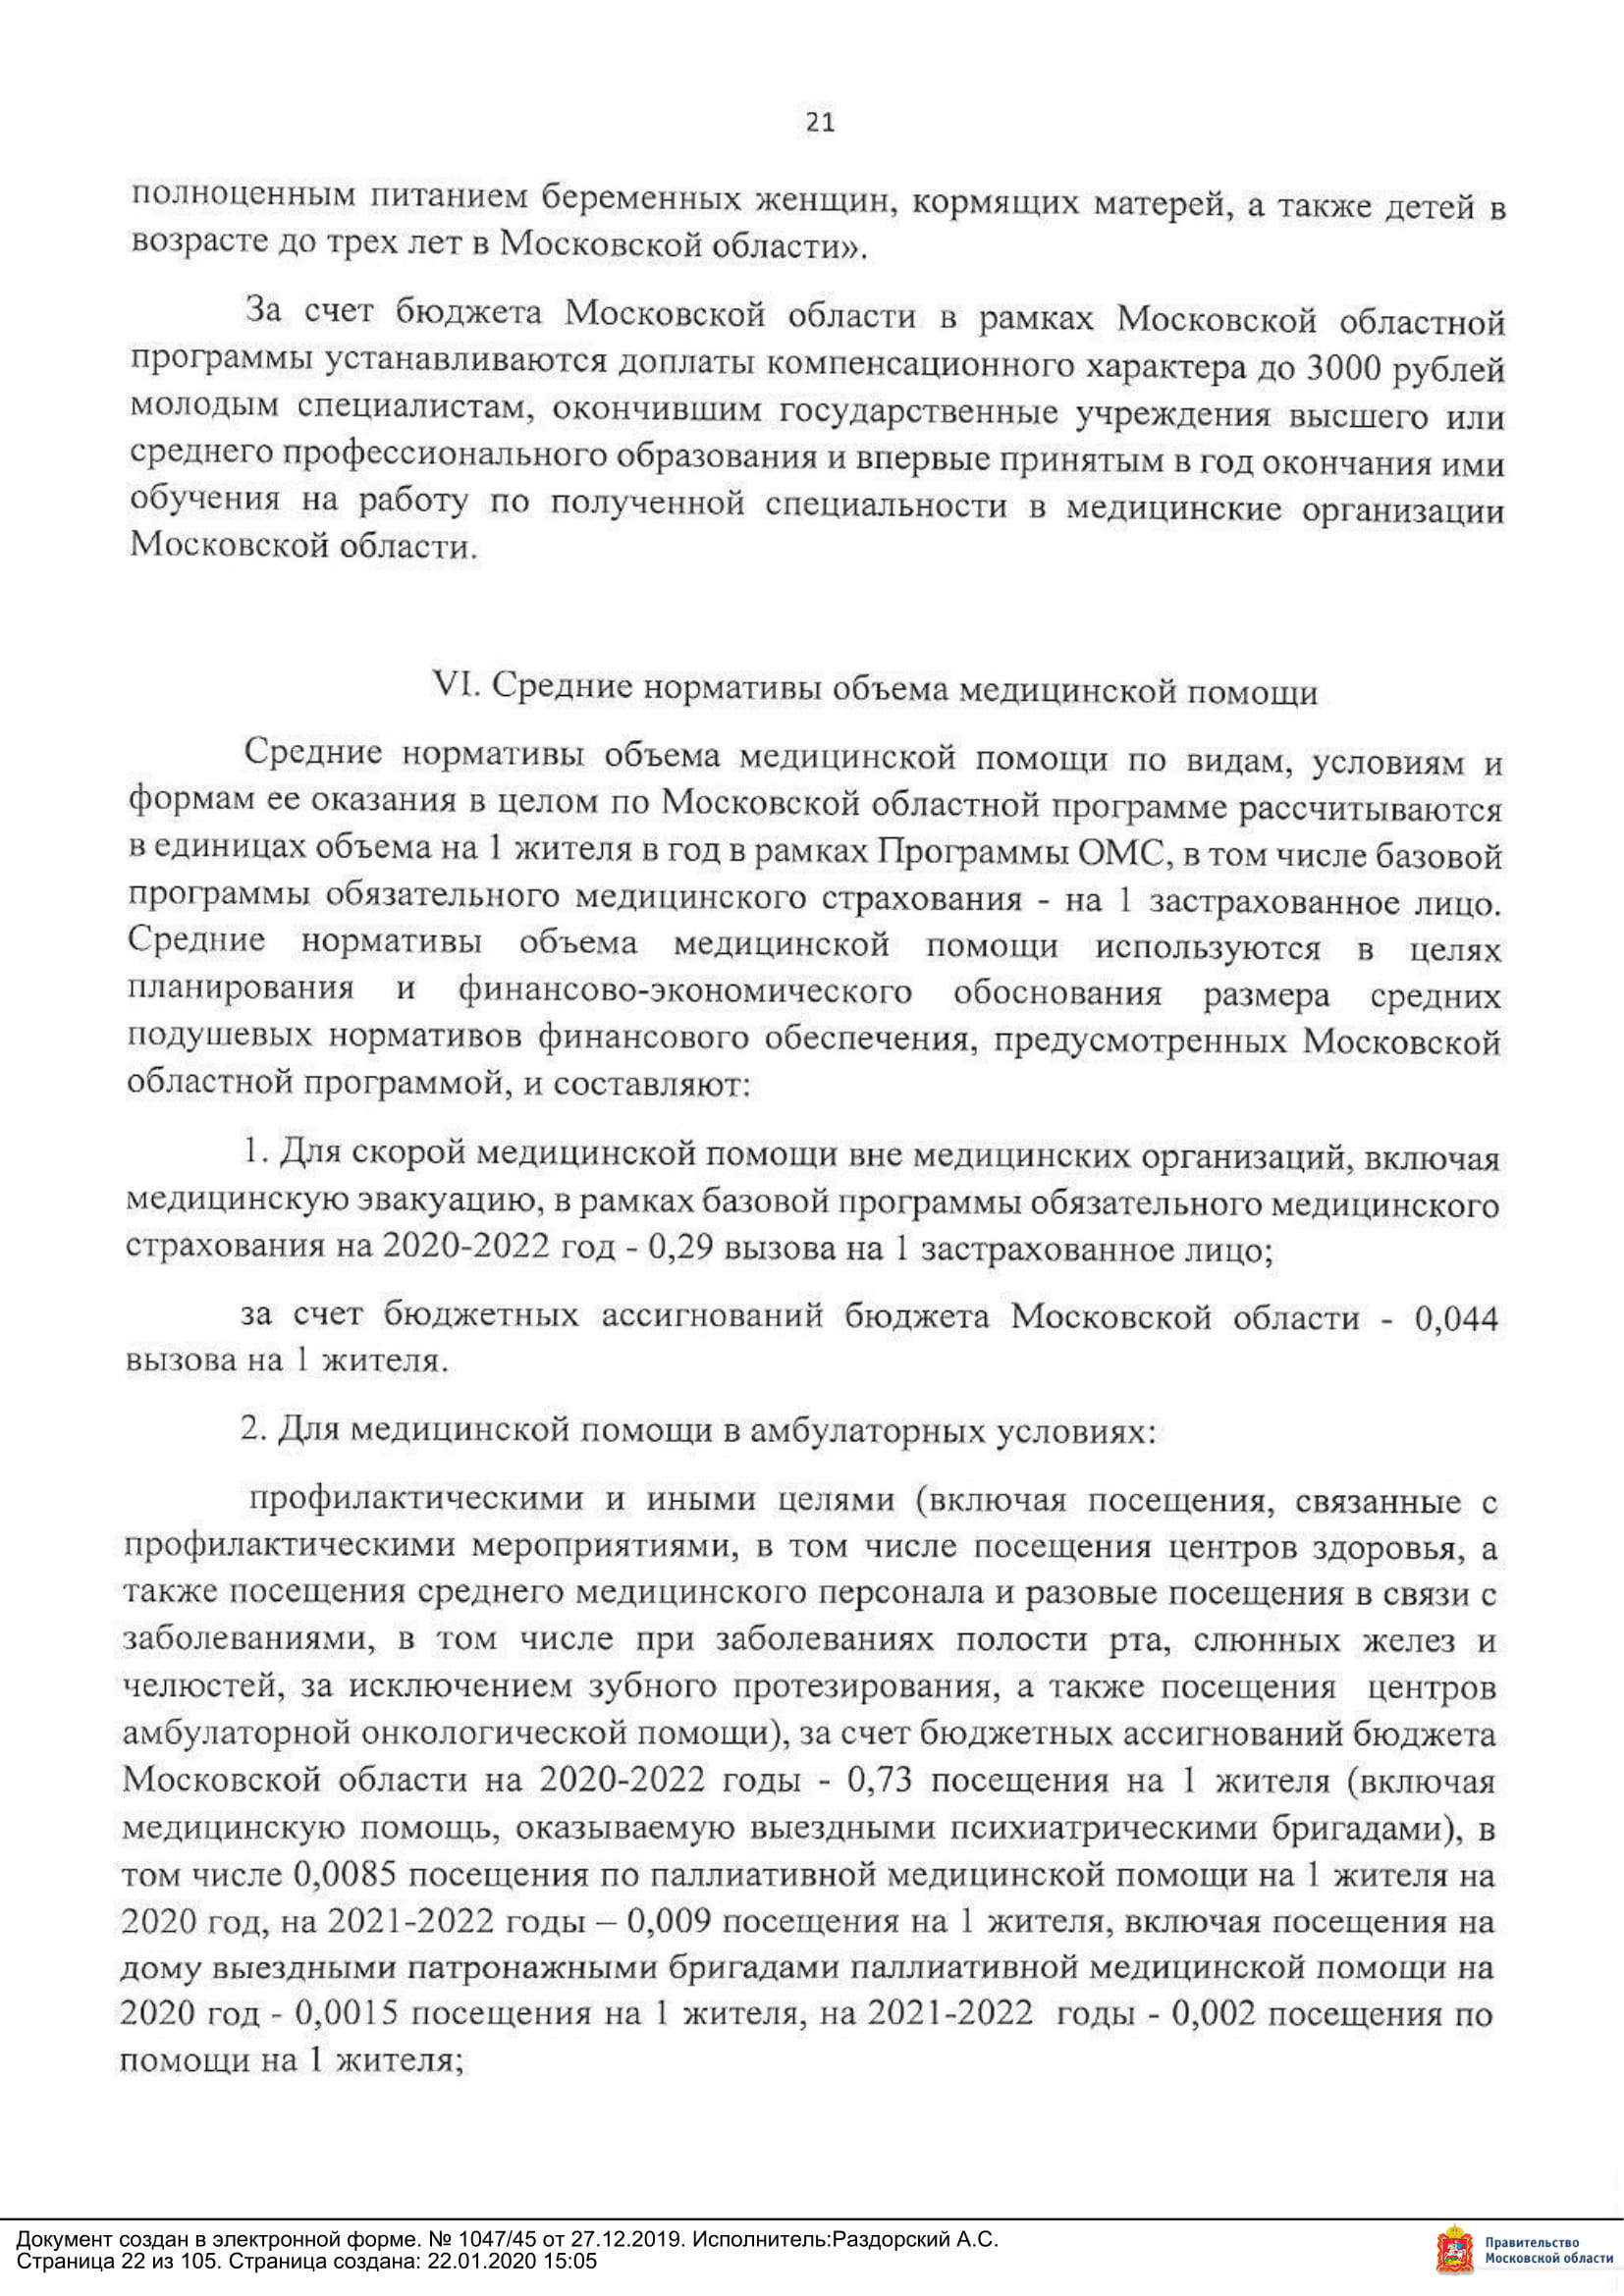 21
полноценным питанием беременных женщин, кормящих матерей, а также детей в
возрасте до трех лет в Московской области».
За счет бюджета Московской области в рамках Московской областной
программы устанавливаются доплаты компенсационного характера до 3000 рублей
молодым специалистам, окончившим государственные учреждения высшего или
среднего профессионального образования и впервые принятым в год окончания ими
обучения на работу по полученной специальности в медицинские организации
Московской области.
VI. Средние нормативы объема медицинской помощи
Средние нормативы объема медицинской помощи по видам, условиям и
формам ее оказания в целом по Московской областной программе рассчитываются
в единицах объема на 1 жителя в год в рамках Программы ОМС, в том числе базовой
программы обязательного медицинского страхования - на 1 застрахованное лицо.
Средние нормативы объема медицинской помощи используются в целях
планирования и финансово-экономического обоснования размера средних
подушевых нормативов финансового обеспечения, предусмотренных Московской
областной программой, и составляют:
1. Для скорой медицинской помощи вне медицинских организаций, включая
медицинскую эвакуацию, в рамках базовой программы обязательного медицинского
страхования на 2020-2022 год - 0,29 вызова на 1 застрахованное лицо;
за счет бюджетных ассигнований бюджета Московской области - 0,044
вызова на 1 жителя.
2. Для медицинской помощи в амбулаторных условиях:
профилактическими и иными целями (включая посещения, связанные с
профилактическими мероприятиями, в том числе посещения центров здоровья, а
также посещения среднего медицинского персонала и разовые посещения в связи с
заболеваниями, в том числе при заболеваниях полости рта, слюнных желез и
челюстей, за исключением зубного протезирования, а также посещения центров
амбулаторной онкологической помощи), за счет бюджетных ассигнований бюджета
Московской области на 2020-2022 годы - 0,73 посещения на 1 жителя (включая
медицинскую помощь, оказываемую выездными психиатрическими бригадами), в
том числе 0,0085 посещения по паллиативной медицинской помощи на 1 жителя на
2020 год, на 2021-2022 годы – 0,009 посещения на 1 жителя, включая посещения на
дому выездными патронажными бригадами паллиативной медицинской помощи на
2020 год - 0,0015 посещения на 1 жителя, на 2021-2022 годы - 0,002 посещения по
помощи на 1 жителя;
Документ создан в электронной форме. № 1047/45 от 27.12.2019. Исполнитель:Раздорский А.С.
Страница 22 из 105. Страница создана: 22.01.2020 15:05
Правительство
Московской области